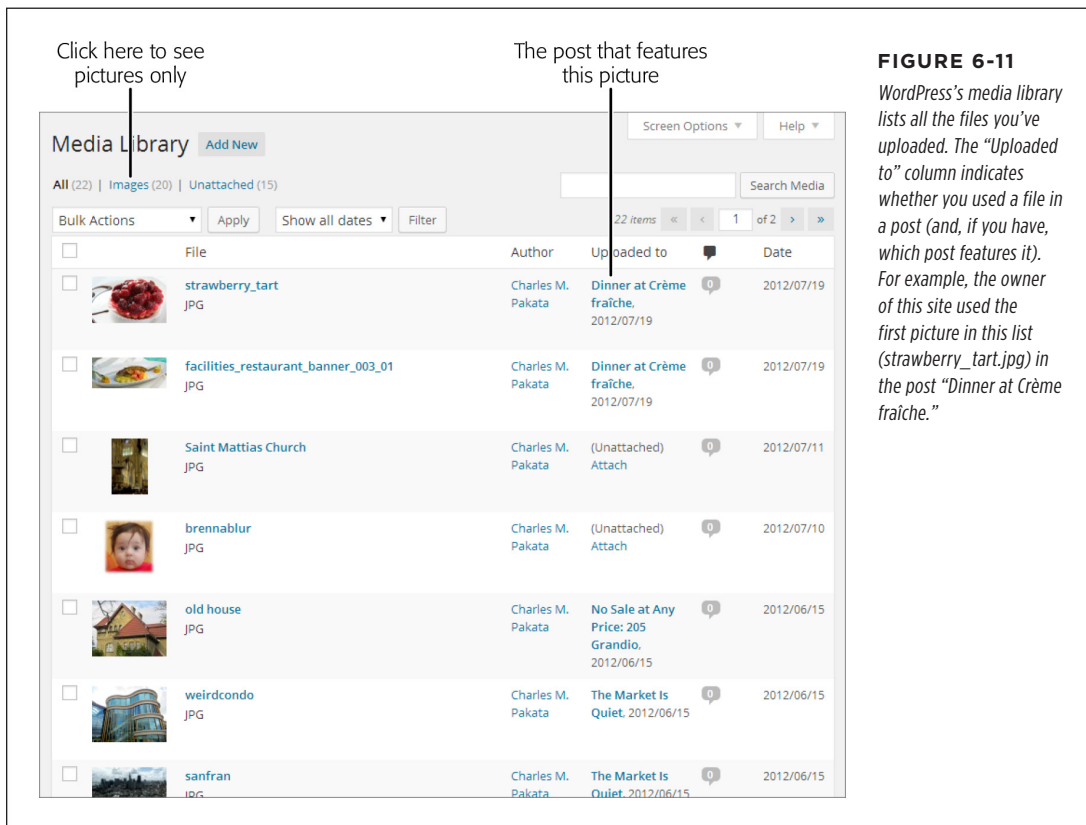 Click here to see
pictures only
The post that features
this picture
FIGURE 6-11
WordPress's media library
lists all the files you've
uploaded. The "Uploaded
to" column indicates
whether you used a file in
a post (and, if you have,
which post features it).
For example, the owner
of this site used the
first picture in this list
(strawberry_tart.jpg) in
the post "Dinner at Crème
fraîche."
Screen Options ▼ Help ▼
Media Library Add New
All (22) | Images (20) | Unattached (15)
Search Media
Bulk Actions ▼ Apply Show all dates ▼ Filter 22 items « ‹ 1 of 2 › »
File Author Uploaded to Date
strawberry_tart Charles M. Dinner at Crème 0 2012/07/19
JPG Pakata fraîche,
2012/07/19
facilities_restaurant_banner_003_01 Charles M. Dinner at Crème 0 2012/07/19
JPG Pakata fraîche,
2012/07/19
Saint Mattias Church Charles M. (Unattached) 0 2012/07/11
JPG Pakata Attach
brennablur Charles M. (Unattached) 0 2012/07/10
JPG Pakata Attach
old house Charles M. No Sale at Any 0 2012/06/15
JPG Pakata Price: 205
Grandio,
2012/06/15
weirdcondo Charles M. The Market Is 0 2012/06/15
JPG Pakata Quiet, 2012/06/15
sanfran Charles M. The Market Is 0 2012/06/15
JPG Pakata Quiet, 2012/06/15